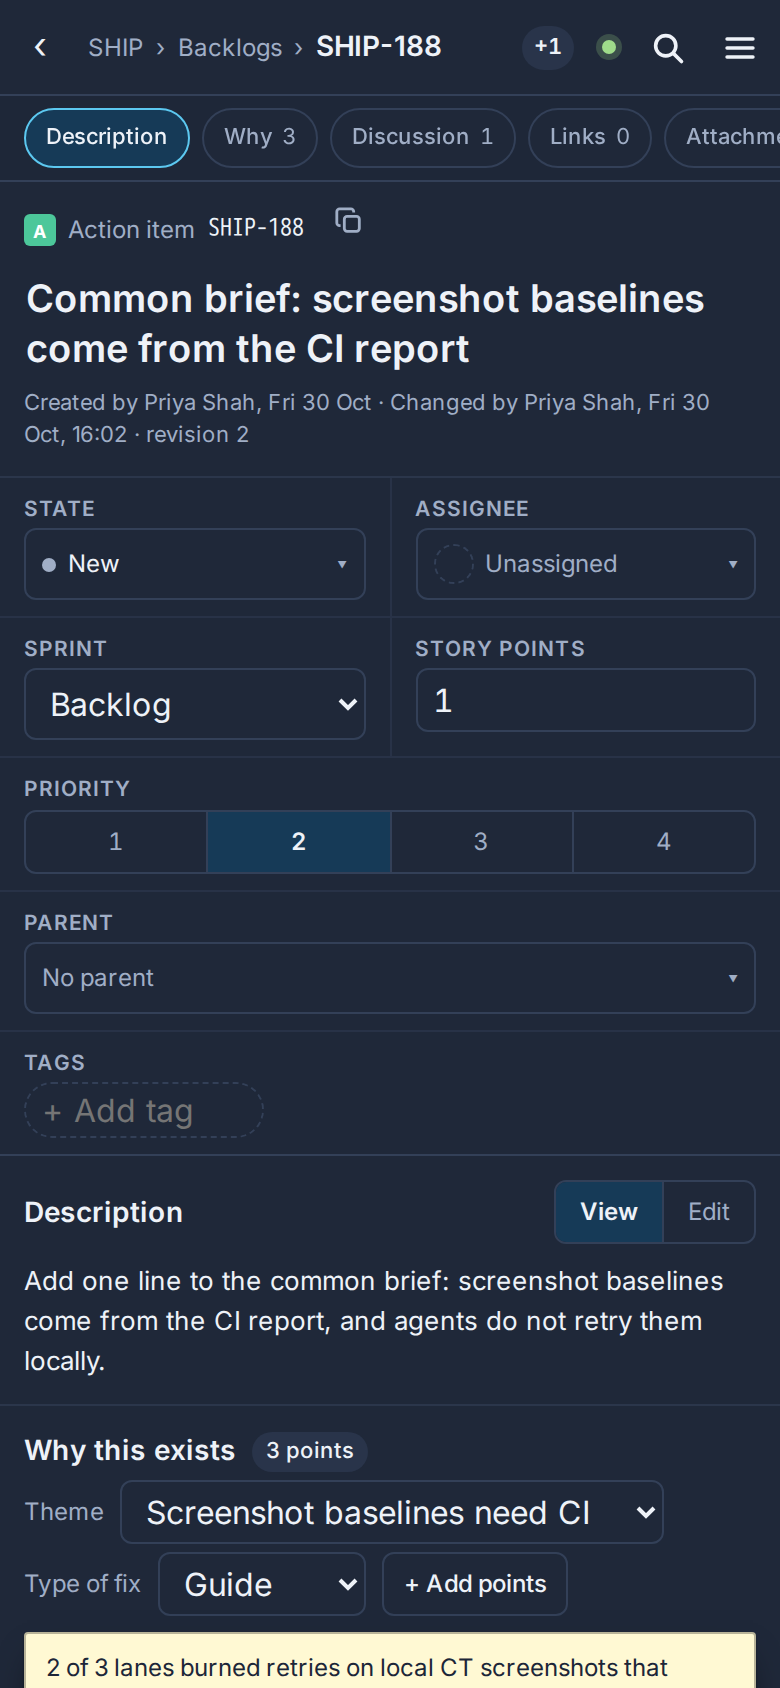 ‹ SHIP › Backlogs › SHIP-188 +1
Description Why 3 Discussion 1 Links 0 Attachme
A Action item SHIP-188
Common brief: screenshot baselines
come from the CI report
Created by Priya Shah, Fri 30 Oct · Changed by Priya Shah, Fri 30
Oct, 16:02 · revision 2
STATE ASSIGNEE
New Unassigned
SPRINT STORY POINTS
Backlog 1
PRIORITY
1 2 3 4
PARENT
No parent
TAGS
+ Add tag
Description View Edit
Add one line to the common brief: screenshot baselines
come from the CI report, and agents do not retry them
locally.
Why this exists 3 points
Theme Screenshot baselines need CI
Type of fix Guide + Add points
2 of 3 lanes burned retries on local CT screenshots that